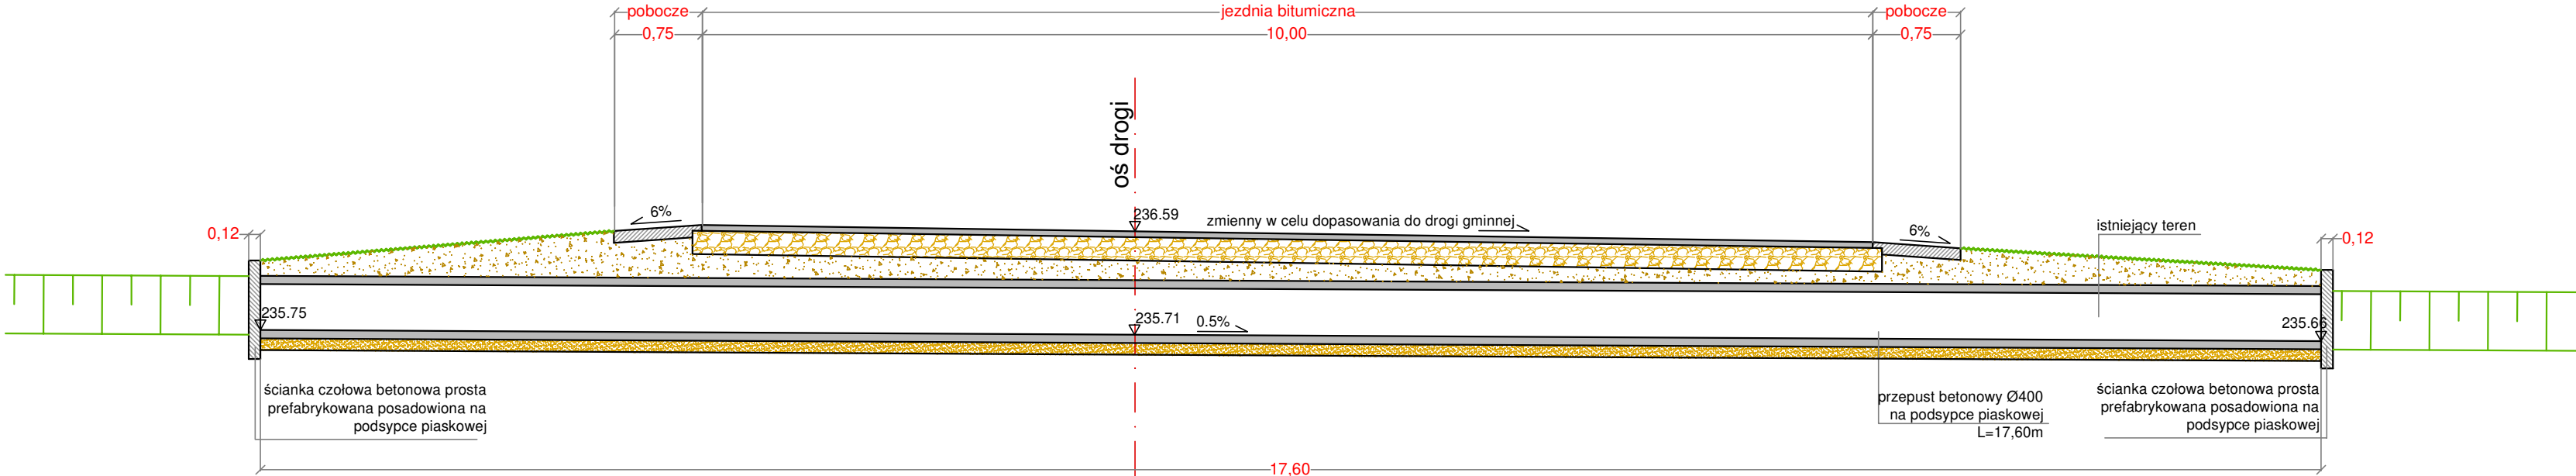 pobocze
jezdnia bitumiczna
pobocze
0,75
10,00
0,75
oś drogi
6%
236.59
zmienny w celu dopasowania do drogi gminnej
6%
istniejący teren
0,12
0,12
235.75
235.71
0.5%
235.66
ścianka czołowa betonowa prosta
prefabrykowana posadowiona na
podsypce piaskowej
przepust betonowy Ø400
na podsypce piaskowej
L=17,60m
ścianka czołowa betonowa prosta
prefabrykowana posadowiona na
podsypce piaskowej
17,60